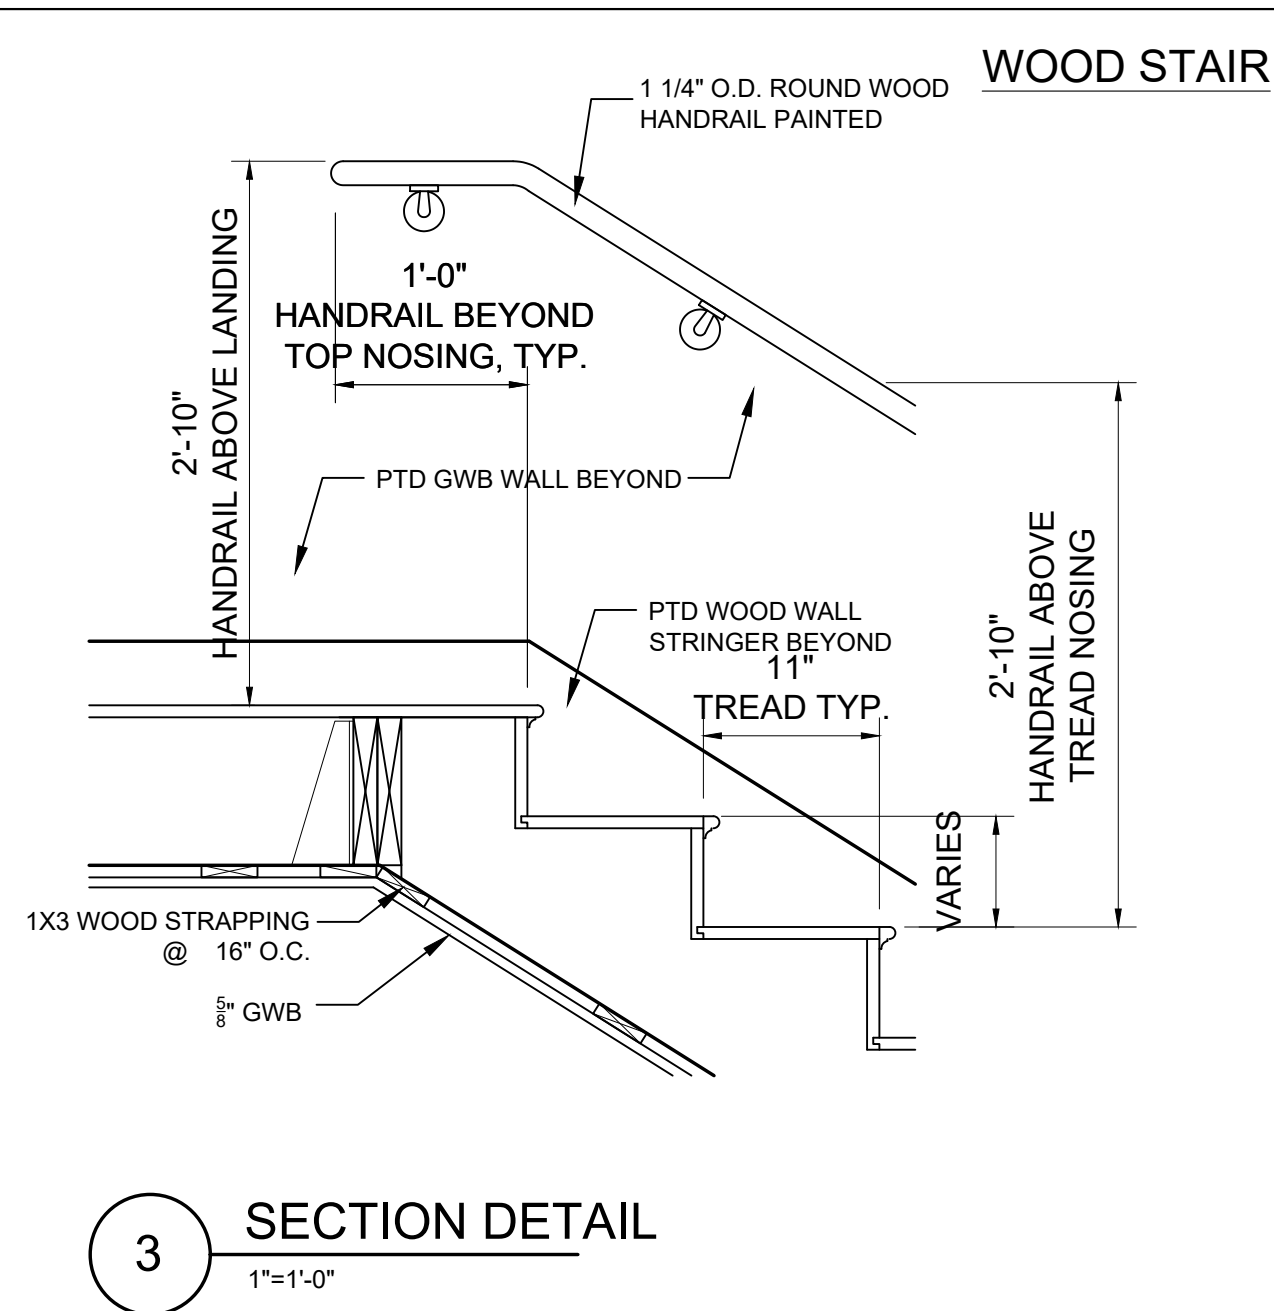 WOOD STAIR
1 1/4" O.D. ROUND WOOD
HANDRAIL PAINTED
2'-10"
HANDRAIL ABOVE LANDING
1'-0"
HANDRAIL BEYOND
TOP NOSING, TYP.
PTD GWB WALL BEYOND
PTD WOOD WALL
STRINGER BEYOND
11"
TREAD TYP.
2'-10"
HANDRAIL ABOVE
TREAD NOSING
VARIES
1X3 WOOD STRAPPING
@ 16" O.C.
5/8" GWB
3
SECTION DETAIL
1"=1'-0"